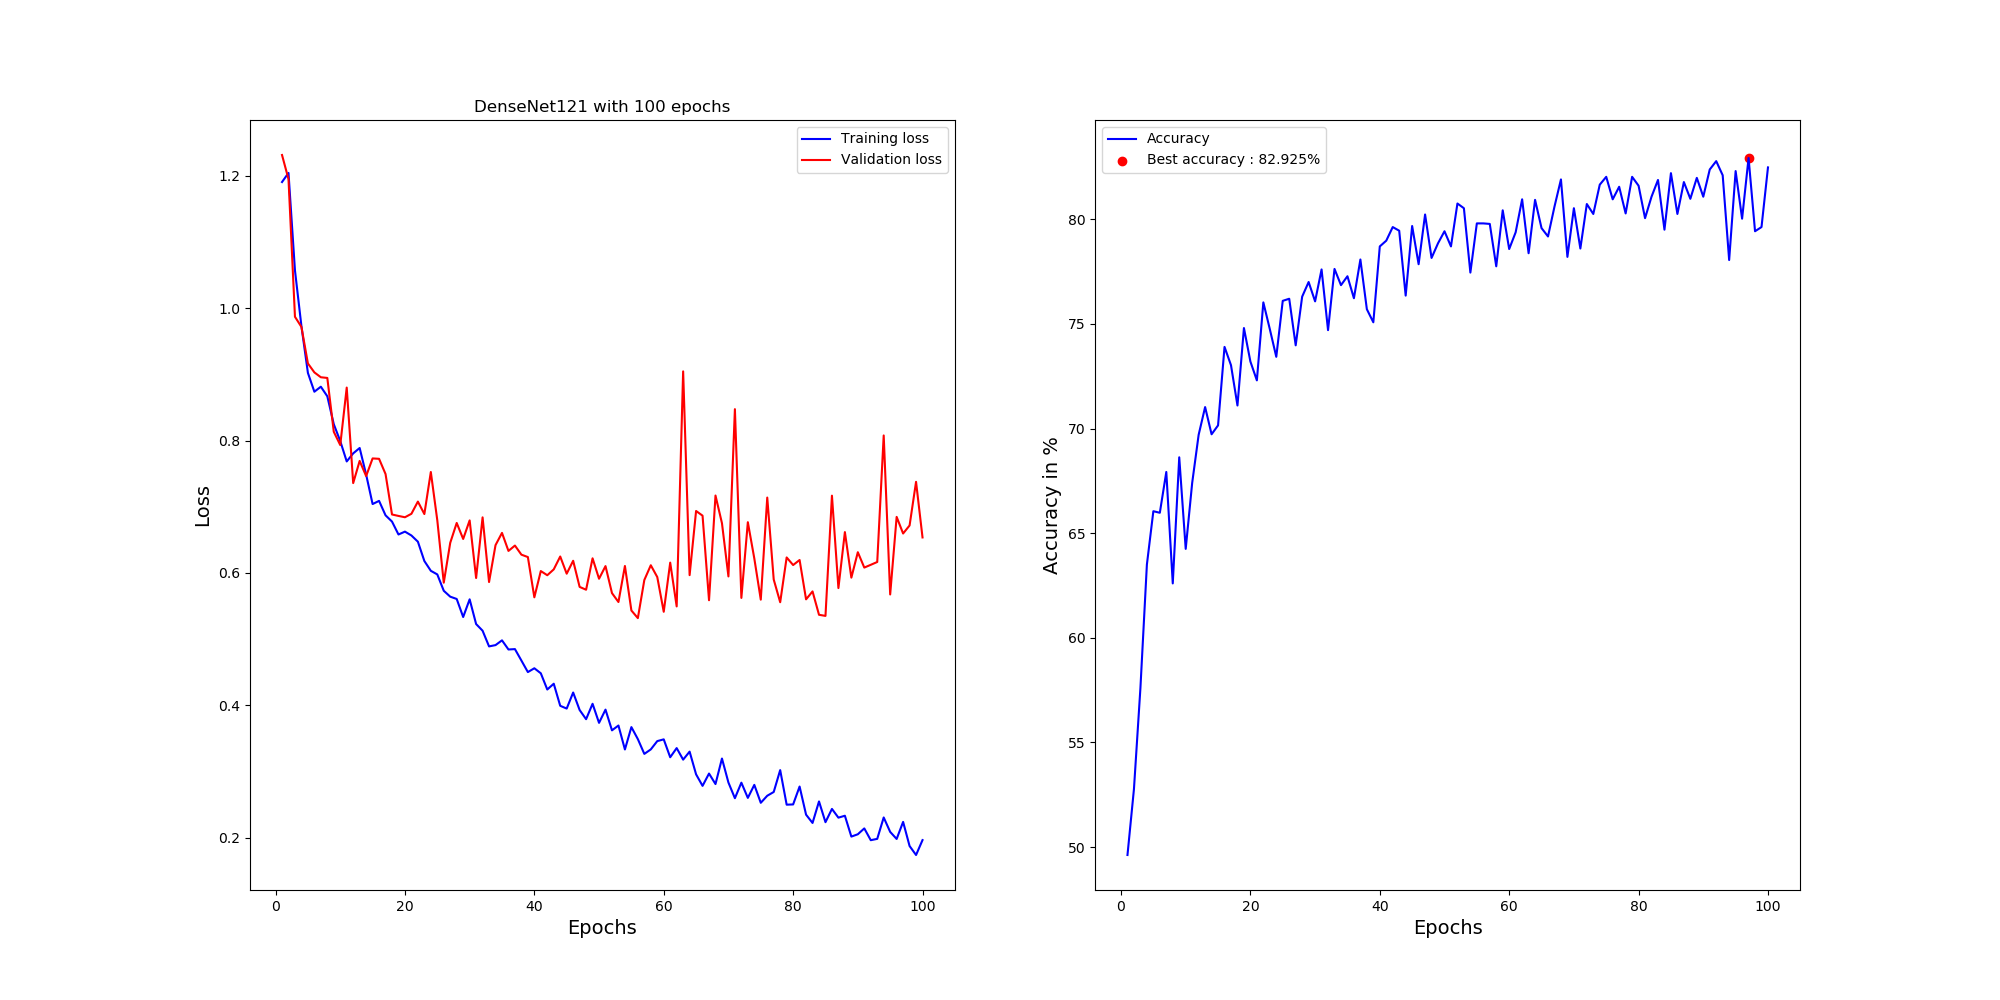 DenseNet121 with 100 epochs
Training loss
Validation loss
1.2
1.0
0.8
0.6
0.4
0.2
Loss
0 20 40 60 80 100
Epochs
Accuracy
Best accuracy : 82.925%
80
75
70
65
60
55
50
Accuracy in %
0 20 40 60 80 100
Epochs